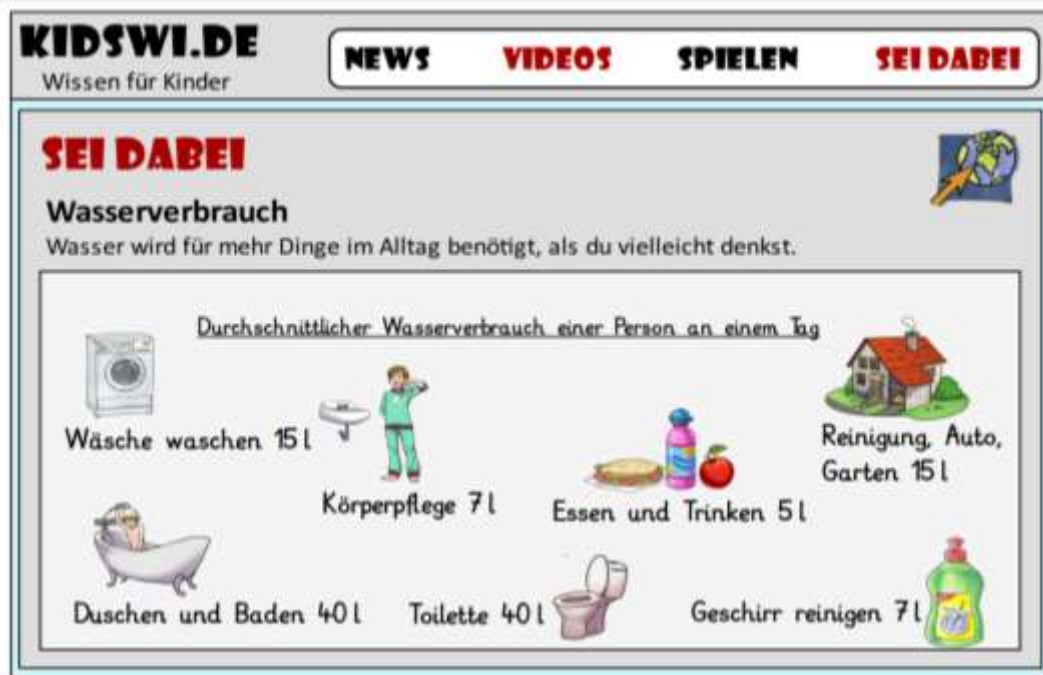 KIDSWI.DE
Wissen für Kinder
NEWS VIDEOS SPIELEN SEI DABEI
SEI DABEI
Wasserverbrauch
Wasser wird für mehr Dinge im Alltag benötigt, als du vielleicht denkst.
Durchschnittlicher Wasserverbrauch einer Person an einem Tag
Wäsche waschen 15 l
Körperpflege 7 l
Essen und Trinken 5 l
Reinigung, Auto,
Garten 15 l
Duschen und Baden 40 l
Toilette 40 l
Geschirr reinigen 7 l